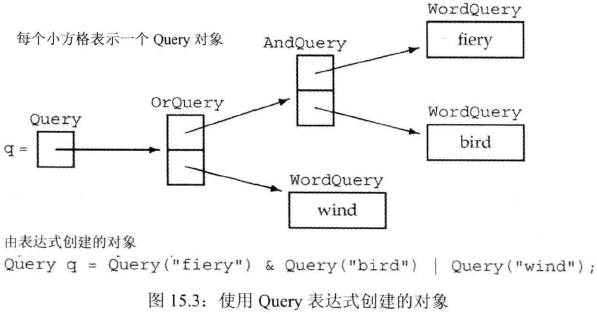 WordQuery
每个小方格表示一个 Query 对象
AndQuery
fiery
Query
OrQuery
WordQuery
q =
bird
WordQuery
wind
由表达式创建的对象
Query q = Query("fiery") & Query("bird") | Query("wind");
图 15.3：使用 Query 表达式创建的对象